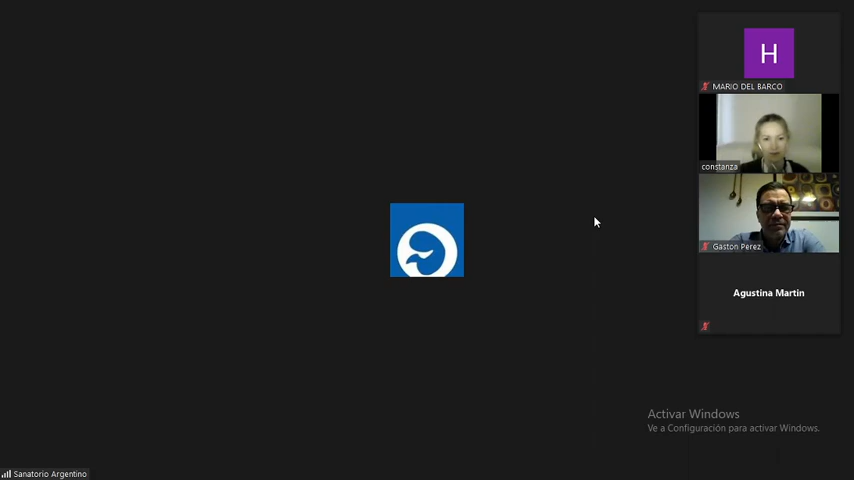 H
MARIO DEL BARCO
constanza
Gaston Perez
Agustina Martin
Activar Windows
Ve a Configuración para activar Windows.
Sanatorio Argentino